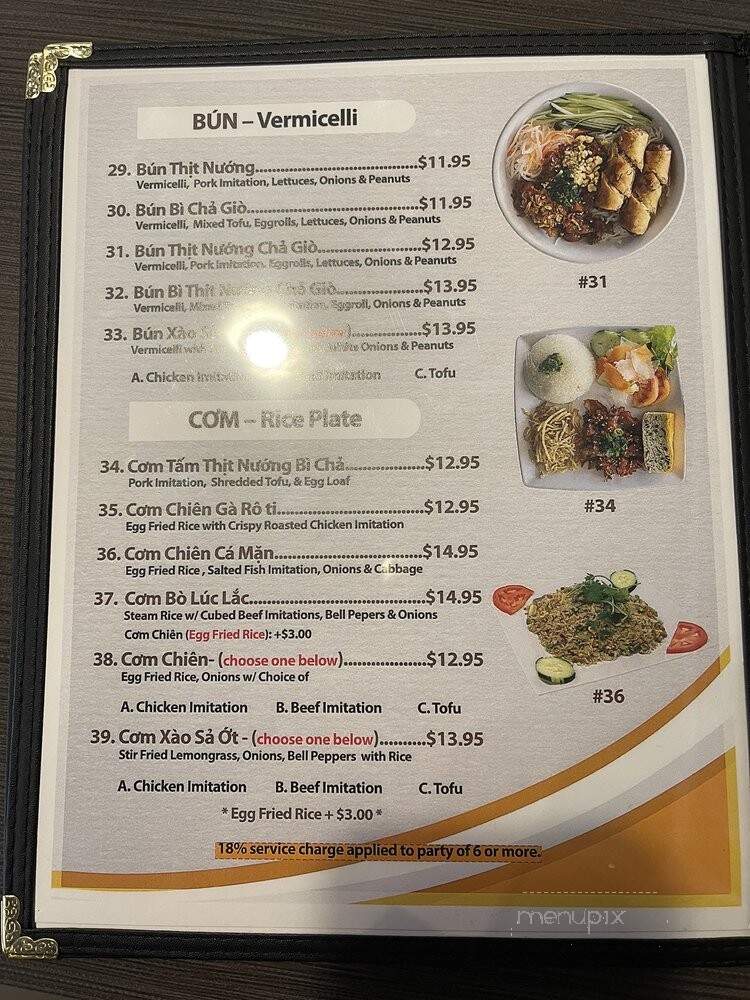 BÚN – Vermicelli
29. Bún Thịt Nướng...$11.95
Vermicelli, Pork Imitation, Lettuces, Onions & Peanuts
30. Bún Bì Chả Giò...$11.95
Vermicelli, Mixed Tofu, Eggrolls, Lettuces, Onions & Peanuts
31. Bún Thịt Nướng Chả Giò...$12.95
Vermicelli, Pork Imitation, Eggrolls, Lettuces, Onions & Peanuts
#31
32. Bún Bì Thịt Nướng Chả Giò...$13.95
Vermicelli, Mixed Eggroll, Onions & Peanuts
33. Bún Xào $13.95
Vermicelli with White Onions & Peanuts
A. Chicken Imitation Imitation C. Tofu
CƠM – Rice Plate
34. Cơm Tấm Thịt Nướng Bì Chả...$12.95
Pork Imitation, Shredded Tofu, & Egg Loaf
#34
35. Cơm Chiên Gà Rô ti...$12.95
Egg Fried Rice with Crispy Roasted Chicken Imitation
36. Cơm Chiên Cá Mặn...$14.95
Egg Fried Rice , Salted Fish Imitation, Onions & Cabbage
37. Cơm Bò Lúc Lắc...$14.95
Steam Rice w/ Cubed Beef Imitations, Bell Pepers & Onions
Cơm Chiên (Egg Fried Rice): +$3.00
38. Cơm Chiên- (choose one below)...$12.95
Egg Fried Rice, Onions w/ Choice of
#36
A. Chicken Imitation B. Beef Imitation C. Tofu
39. Cơm Xào Sả Ớt - (choose one below)...$13.95
Stir Fried Lemongrass, Onions, Bell Peppers with Rice
A. Chicken Imitation B. Beef Imitation C. Tofu
* Egg Fried Rice + $3.00 *
18% service charge applied to party of 6 or more.
menupix